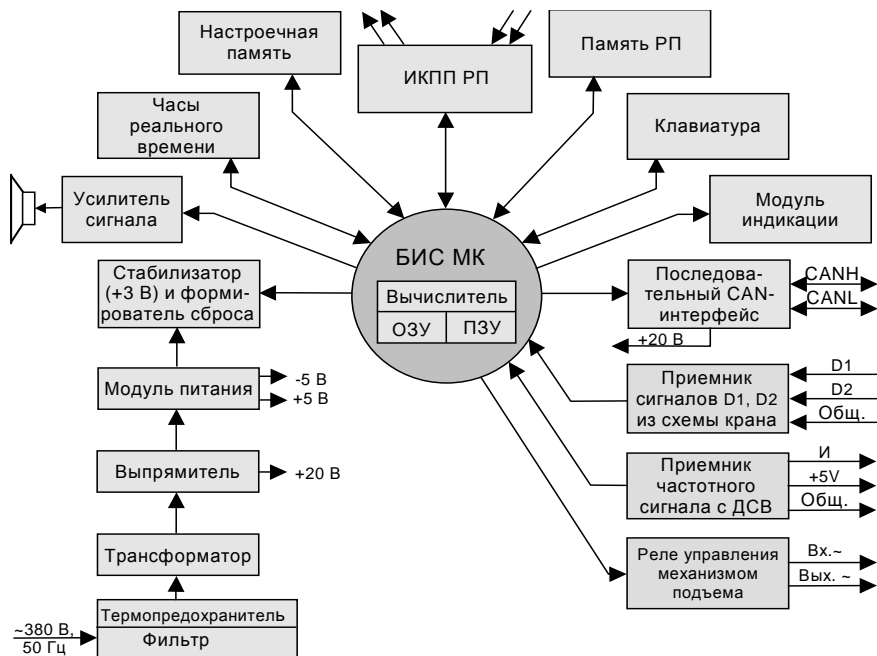 Настроечная
память
ИКПП РП
Память РП
Часы
реального
времени
Клавиатура
Усилитель
сигнала
Модуль
индикации
БИС МК
Вычислитель
ОЗУ
ПЗУ
Стабилизатор
(+3 В) и форми-
рователь сброса
Последова-
тельный CAN-
интерфейс
CANH
CANL
+20 В
Модуль питания
-5 В
+5 В
Приемник
сигналов D1, D2
из схемы крана
D1
D2
Общ.
Выпрямитель
+20 В
Приемник
частотного
сигнала с ДСВ
И
+5V
Общ.
Трансформатор
Реле управления
механизмом
подъема
Вх.~
Вых. ~
Термопредохранитель
Фильтр
~380 В,
50 Гц